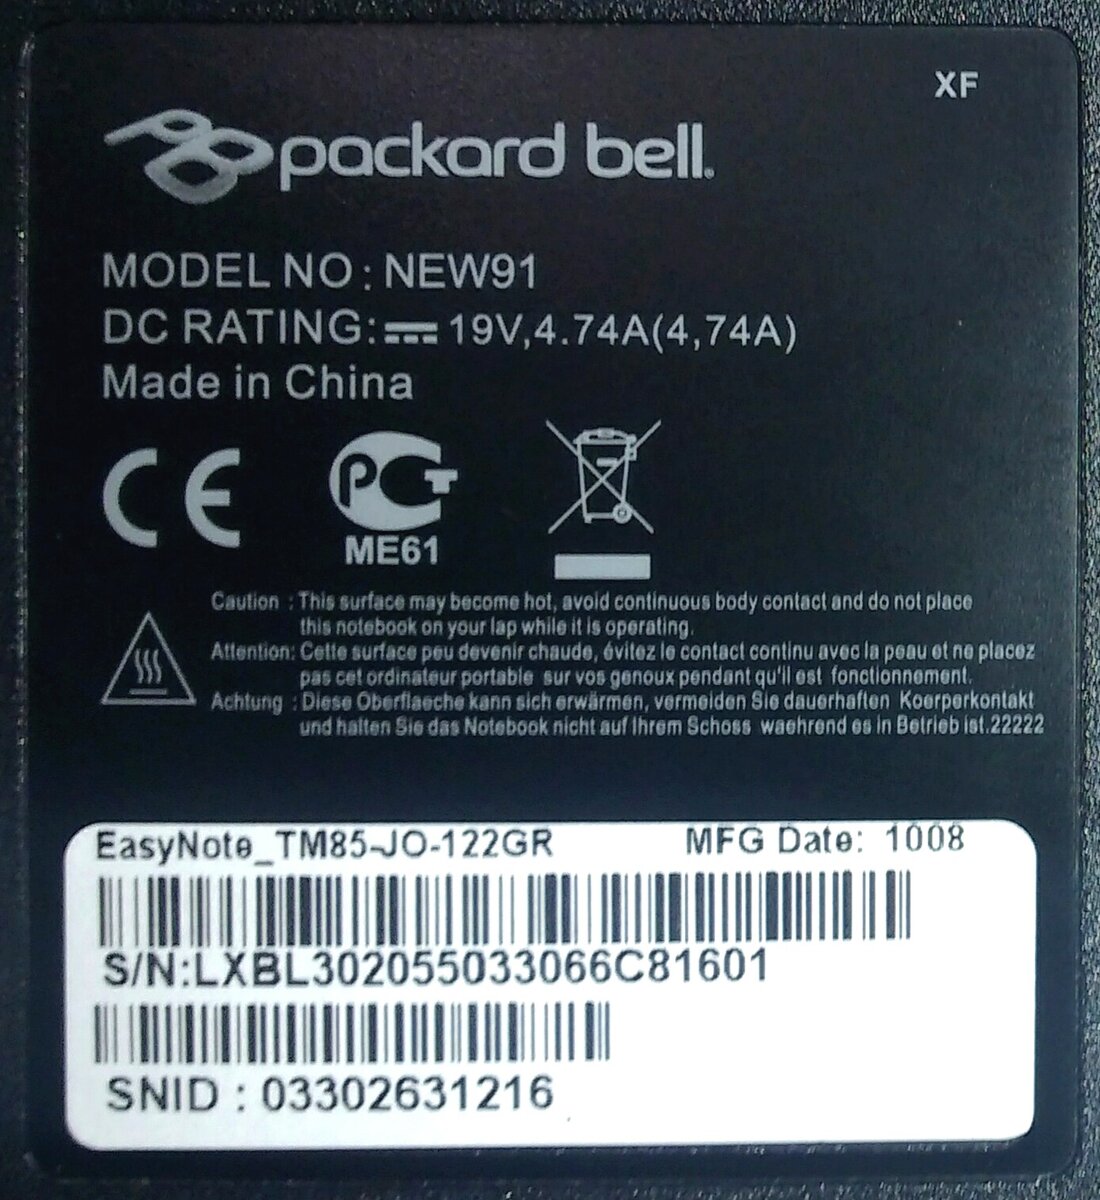 XF
packard bell.
MODEL NO : NEW91
DC RATING: 19V,4.74A(4,74A)
Made in China
CE
PCT
ME61
Caution : This surface may become hot, avoid continuous body contact and do not place
this notebook on your lap while it is operating.
Attention: Cette surface peu devenir chaude, évitez le contact continu avec la peau et ne placez
pas cet ordinateur portable sur vos genoux pendant qu'il est fonctionnement.
Achtung : Diese Oberflaeche kann sich erwärmen, vermeiden Sie dauerhaften Koerperkontakt
und halten Sie das Notebook nicht auf Ihrem Schoss waehrend es in Betrieb ist.22222
EasyNote_TM85-JO-122GR MFG Date: 1008
S/N:LXBL302055033066C81601
SNID : 03302631216